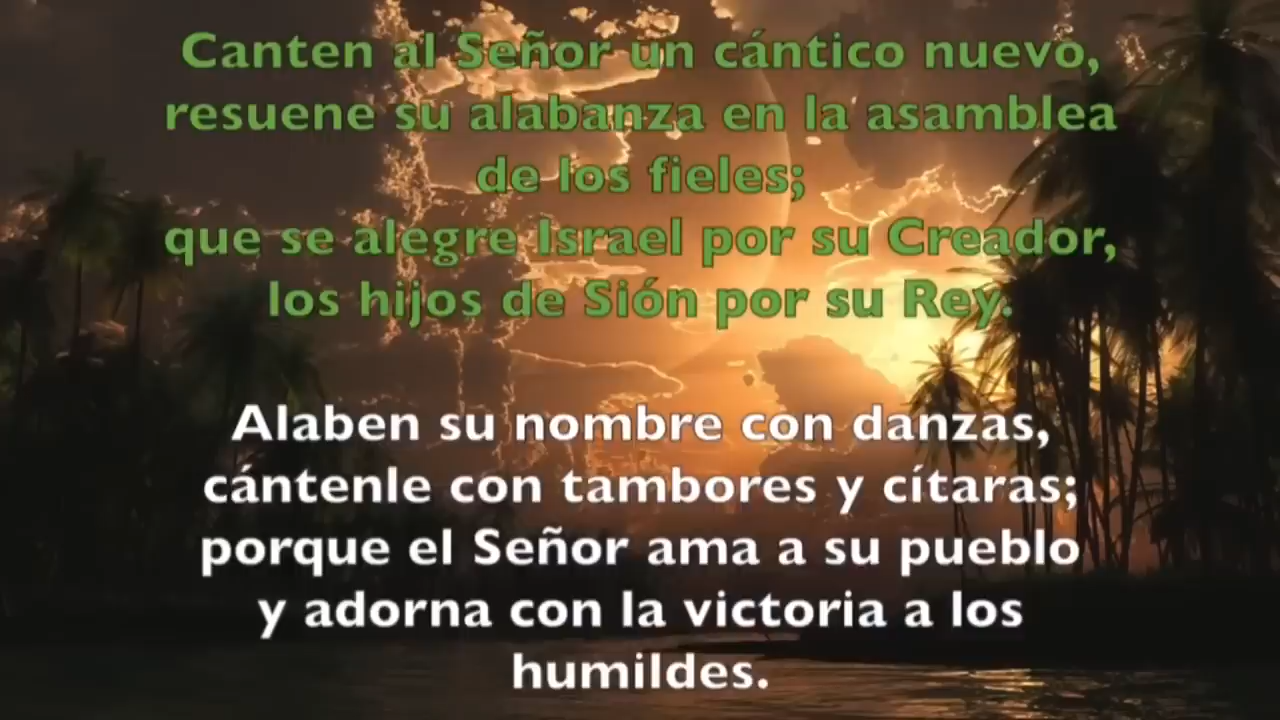 Canten al Señor un cántico nuevo,
resuene su alabanza en la asamblea
de los fieles;
que se alegre Israel por su Creador,
los hijos de Sión por su Rey.
Alaben su nombre con danzas,
cántenle con tambores y cítaras;
porque el Señor ama a su pueblo
y adorna con la victoria a los
humildes.